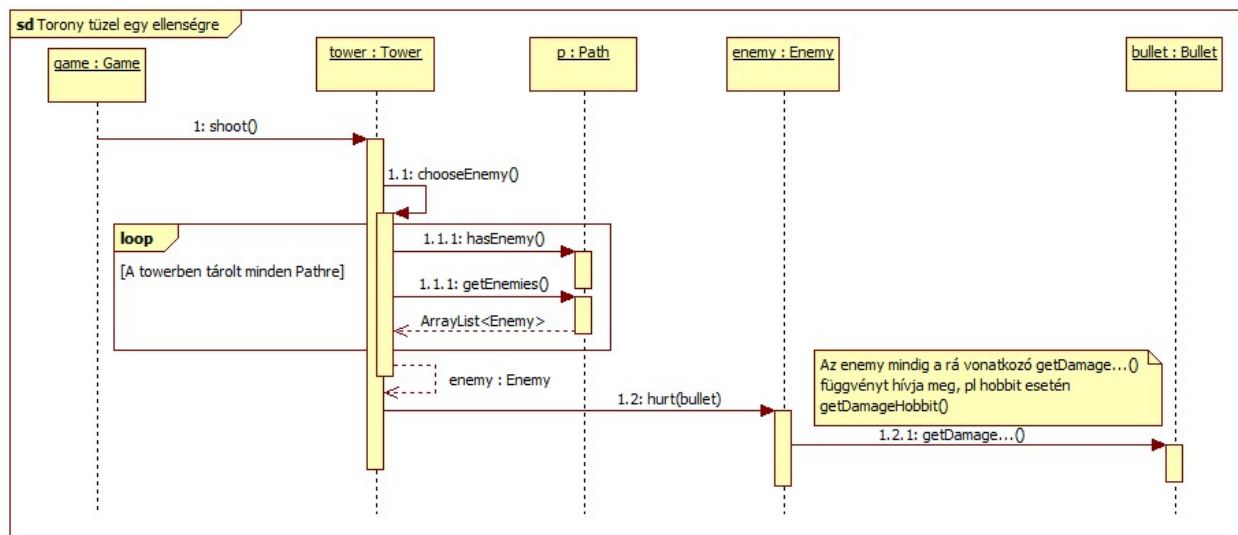 sd Torony tüzel egy ellenségre
game : Game
tower : Tower
p : Path
enemy : Enemy
bullet : Bullet
1: shoot()
1.1: chooseEnemy()
loop
[A towerben tárolt minden Pathre]
1.1.1: hasEnemy()
1.1.1: getEnemies()
ArrayList<Enemy>
enemy : Enemy
1.2: hurt(bullet)
Az enemy mindig a rá vonatkozó getDamage...()
függvényt hívja meg, pl hobbit esetén
getDamageHobbit()
1.2.1: getDamage...()